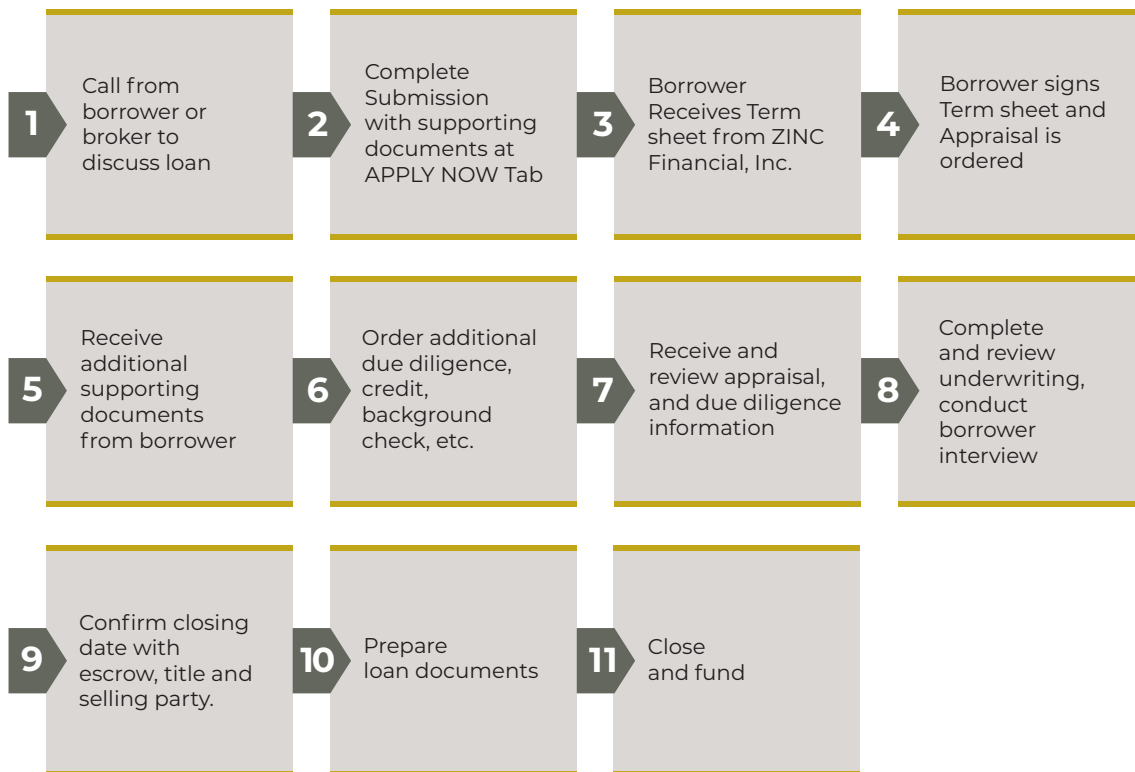 1
Call from
borrower or
broker to
discuss loan
2
Complete
Submission
with supporting
documents at
APPLY NOW Tab
3
Borrower
Receives Term
sheet from ZINC
Financial, Inc.
4
Borrower signs
Term sheet and
Appraisal is
ordered
5
Receive
additional
supporting
documents
from borrower
6
Order additional
due diligence,
credit,
background
check, etc.
7
Receive and
review appraisal,
and due diligence
information
8
Complete
and review
underwriting,
conduct
borrower
interview
9
Confirm closing
date with
escrow, title and
selling party.
10
Prepare
loan documents
11
Close
and fund